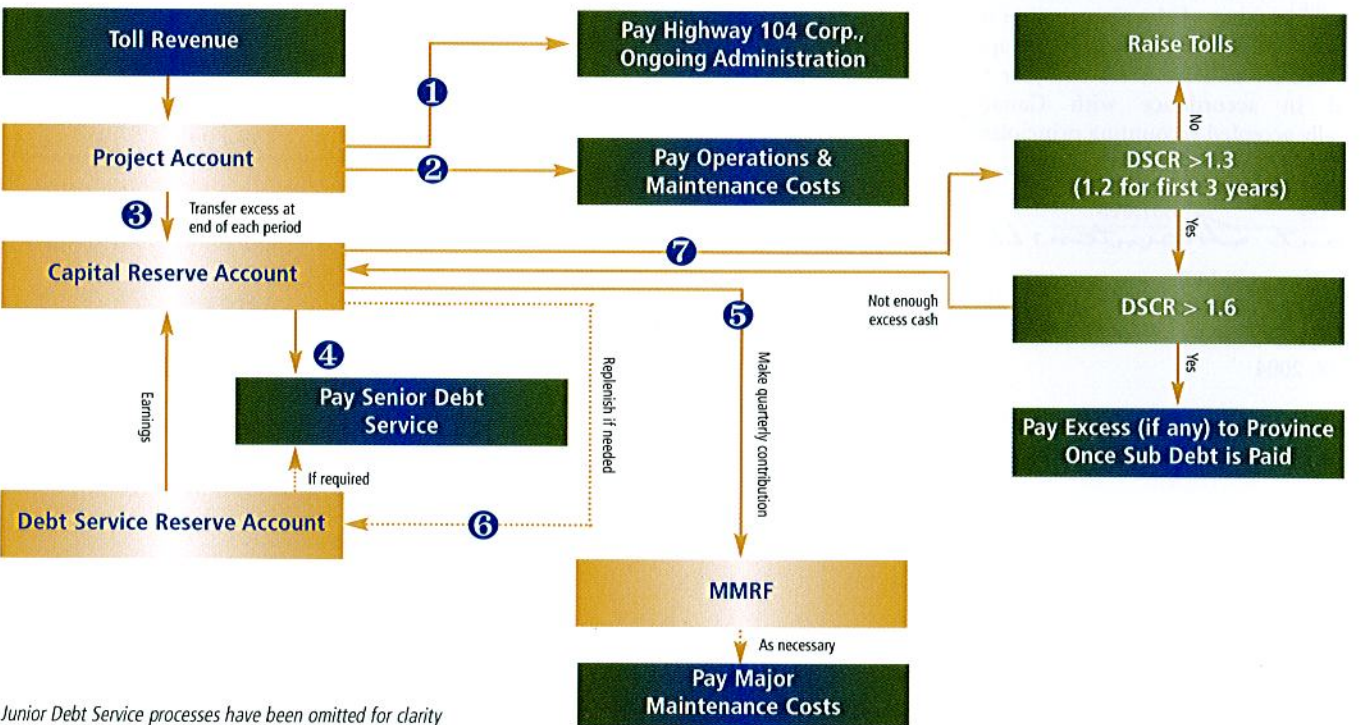 Toll Revenue
Pay Highway 104 Corp.,
Ongoing Administration
Raise Tolls
1
No
Project Account
2
Pay Operations &
Maintenance Costs
DSCR >1.3
(1.2 for first 3 years)
3
Transfer excess at
end of each period
Yes
Capital Reserve Account
7
Not enough
excess cash
DSCR > 1.6
4
5
Earnings
Replenish if needed
Make quarterly contribution
Yes
Pay Senior Debt
Service
Pay Excess (if any) to Province
Once Sub Debt is Paid
If required
Debt Service Reserve Account
6
MMRF
As necessary
Pay Major
Maintenance Costs
Junior Debt Service processes have been omitted for clarity